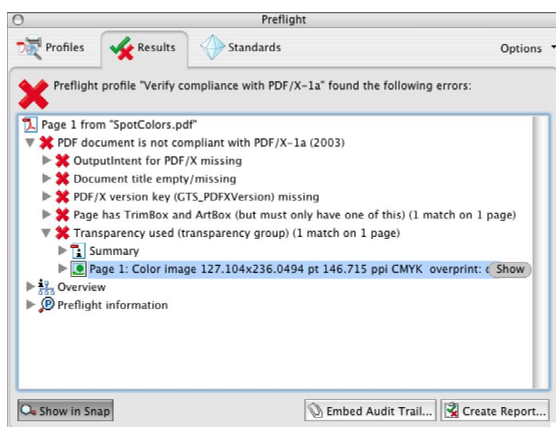 Preflight
Profiles
Results
Standards
Options
Preflight profile "Verify compliance with PDF/X-1a" found the following errors:
Page 1 from "SpotColors.pdf"
PDF document is not compliant with PDF/X-1a (2003)
OutputIntent for PDF/X missing
Document title empty/missing
PDF/X version key (GTS_PDFXVersion) missing
Page has TrimBox and ArtBox (but must only have one of this) (1 match on 1 page)
Transparency used (transparency group) (1 match on 1 page)
Summary
Page 1: Color image 127.104x236.0494 pt 146.715 ppi CMYK overprint: Show
Overview
Preflight information
Show in Snap
Embed Audit Trail...
Create Report...